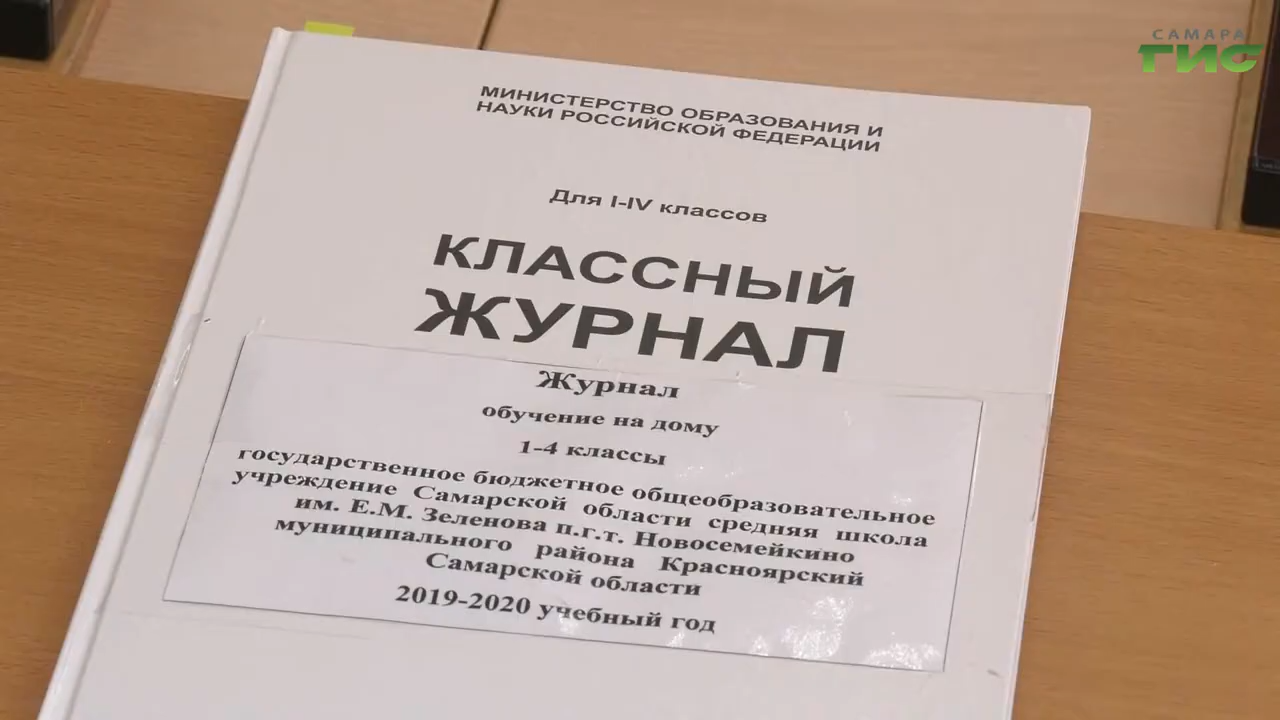 САМАРА
ГИС
МИНИСТЕРСТВО ОБРАЗОВАНИЯ И
НАУКИ РОССИЙСКОЙ ФЕДЕРАЦИИ
Для I-IV классов
КЛАССНЫЙ
ЖУРНАЛ
Журнал
обучение на дому
1-4 классы
государственное бюджетное общеобразовательное
учреждение Самарской области средняя школа
им. Е.М. Зеленова п.г.т. Новосемейкино
муниципального района Красноярский
Самарской области
2019-2020 учебный год